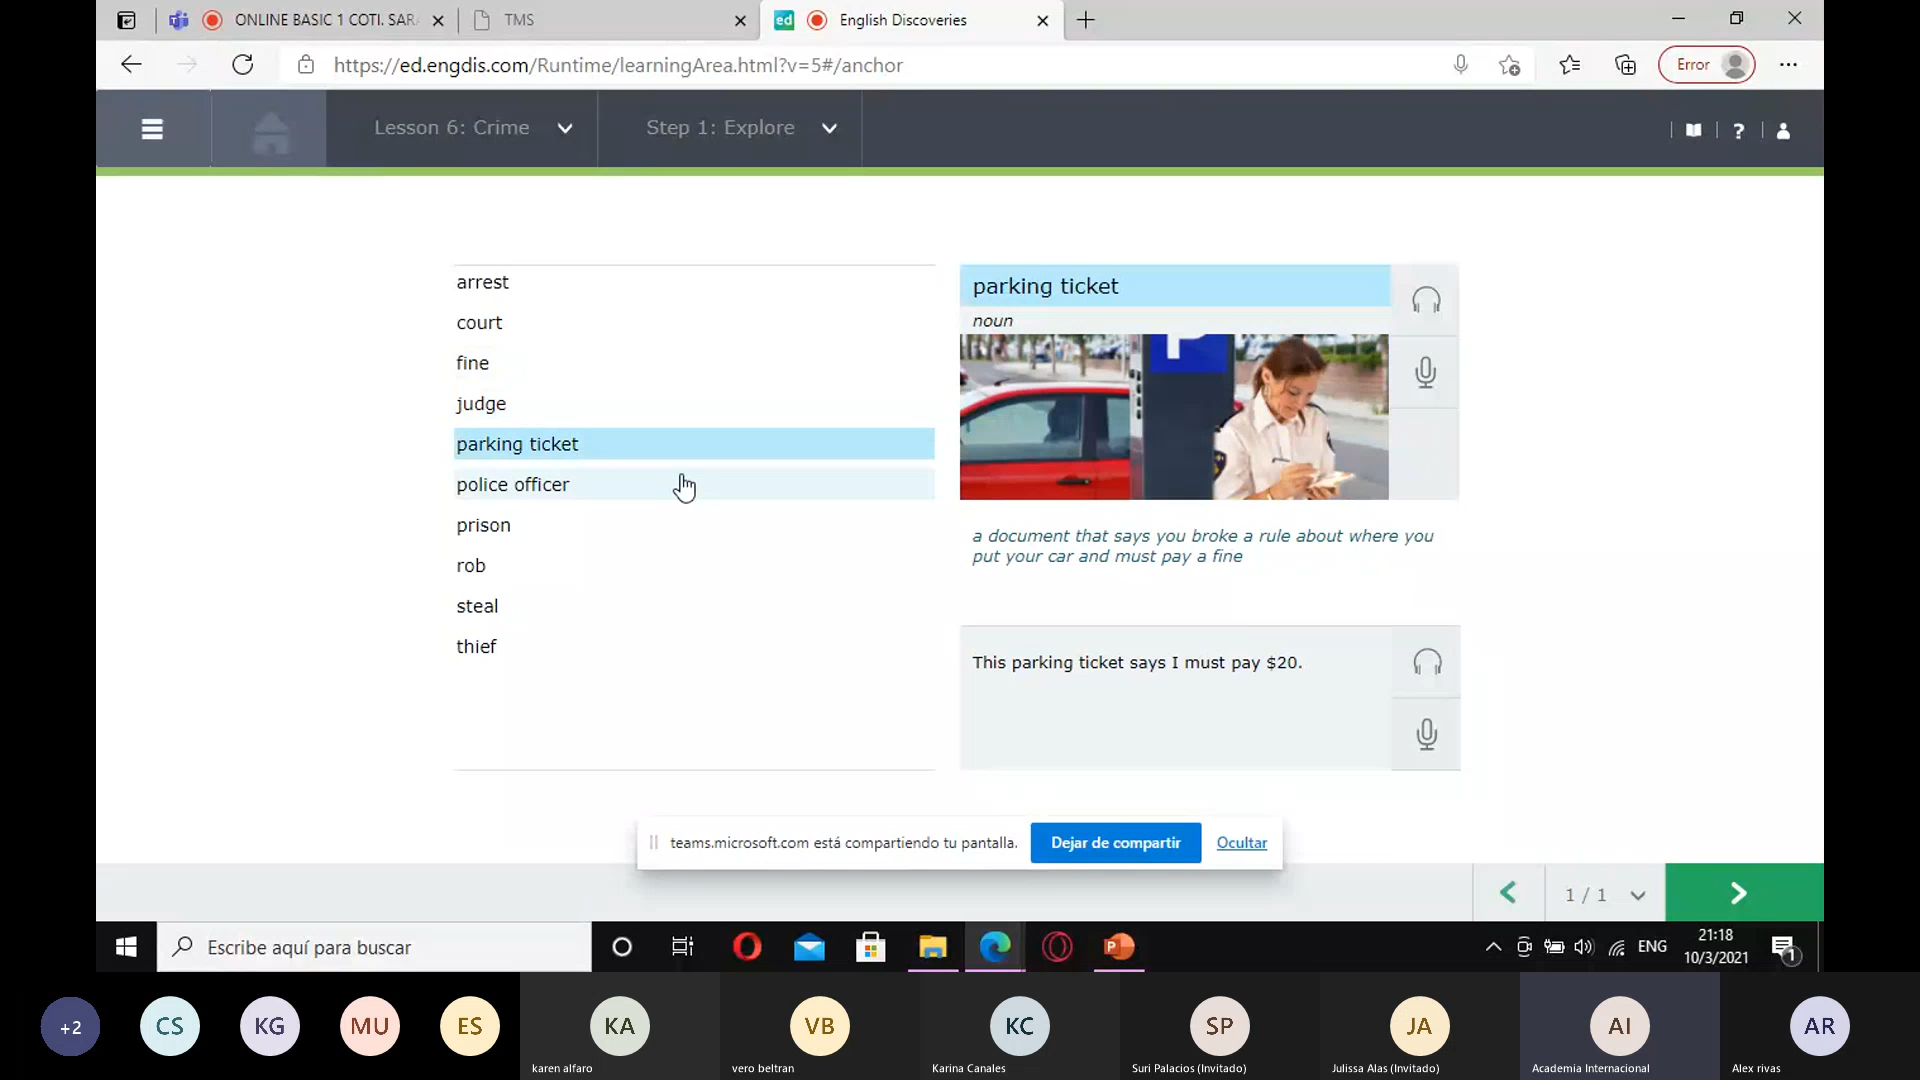 ONLINE BASIC 1 COTI. SARA
TMS
ed
English Discoveries
https://ed.engdis.com/Runtime/learningArea.html?v=5#/anchor
Error
Lesson 6: Crime
Step 1: Explore
?
arrest
court
fine
judge
parking ticket
police officer
prison
rob
steal
thief
parking ticket
noun
P
a document that says you broke a rule about where you
put your car and must pay a fine
This parking ticket says I must pay $20.
teams.microsoft.com está compartiendo tu pantalla.
Dejar de compartir
Ocultar
1 / 1
Escribe aquí para buscar
ENG
21:18
10/3/2021
1
+2
CS
KG
MU
ES
KA
VB
KC
SP
JA
AI
AR
karen alfaro
vero beltran
Karina Canales
Suri Palacios (Invitado)
Julissa Alas (Invitado)
Academia Internacional
Alex rivas